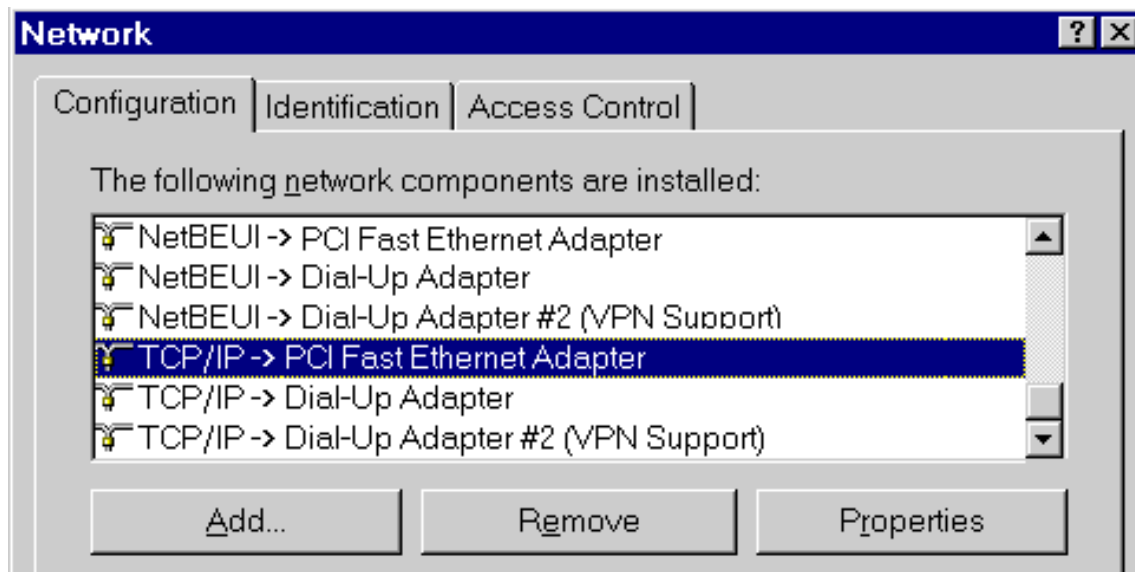 Network
Configuration Identification Access Control
The following network components are installed:
NetBEUI -> PCI Fast Ethernet Adapter
NetBEUI -> Dial-Up Adapter
NetBEUI -> Dial-Up Adapter #2 (VPN Support)
TCP/IP -> PCI Fast Ethernet Adapter
TCP/IP -> Dial-Up Adapter
TCP/IP -> Dial-Up Adapter #2 (VPN Support)
Add... Remove Properties